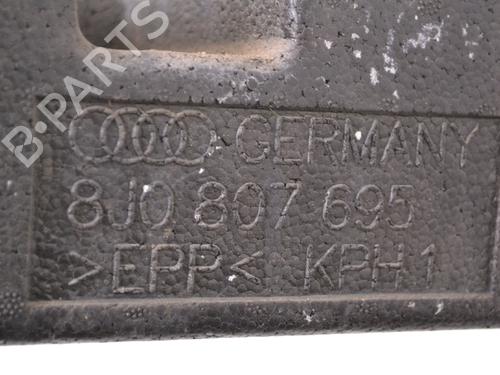 B-PARTS
GERMANY
8J0 807 695
>EPP< KPH1